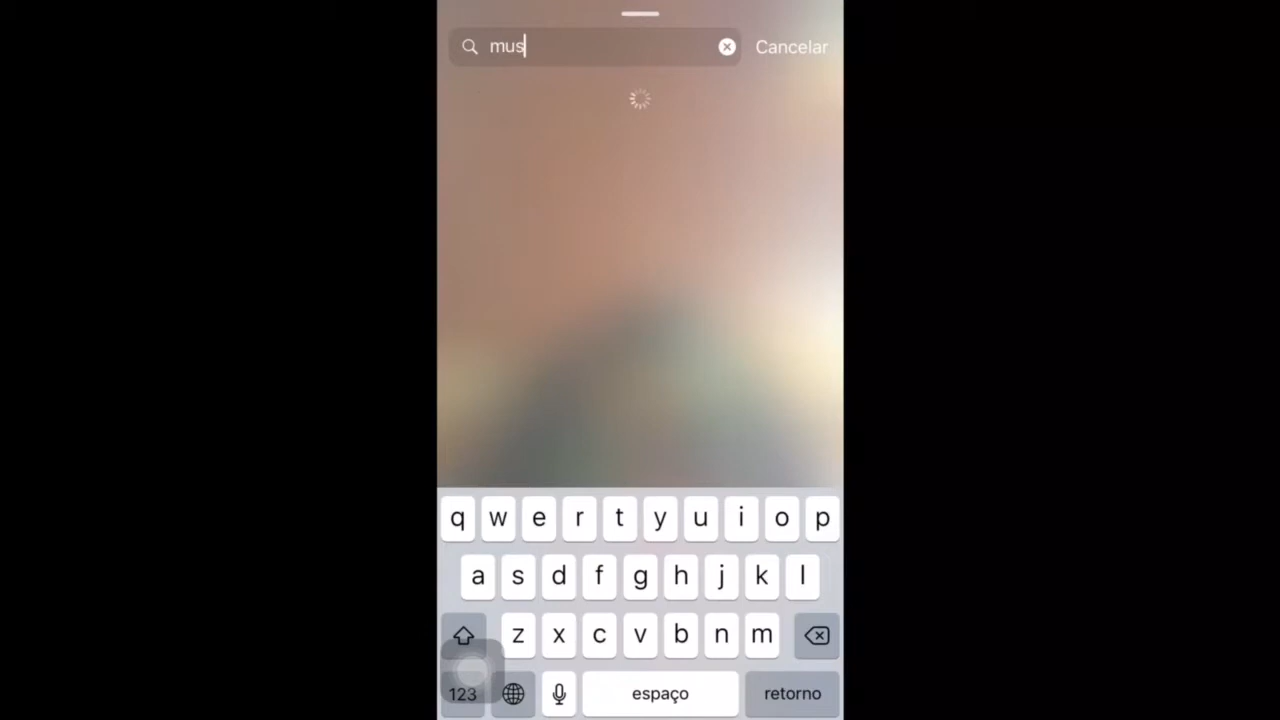 mus
Cancelar
q w e r t y u i o p
a s d f g h j k l
z x c v b n m
123 espaço retorno